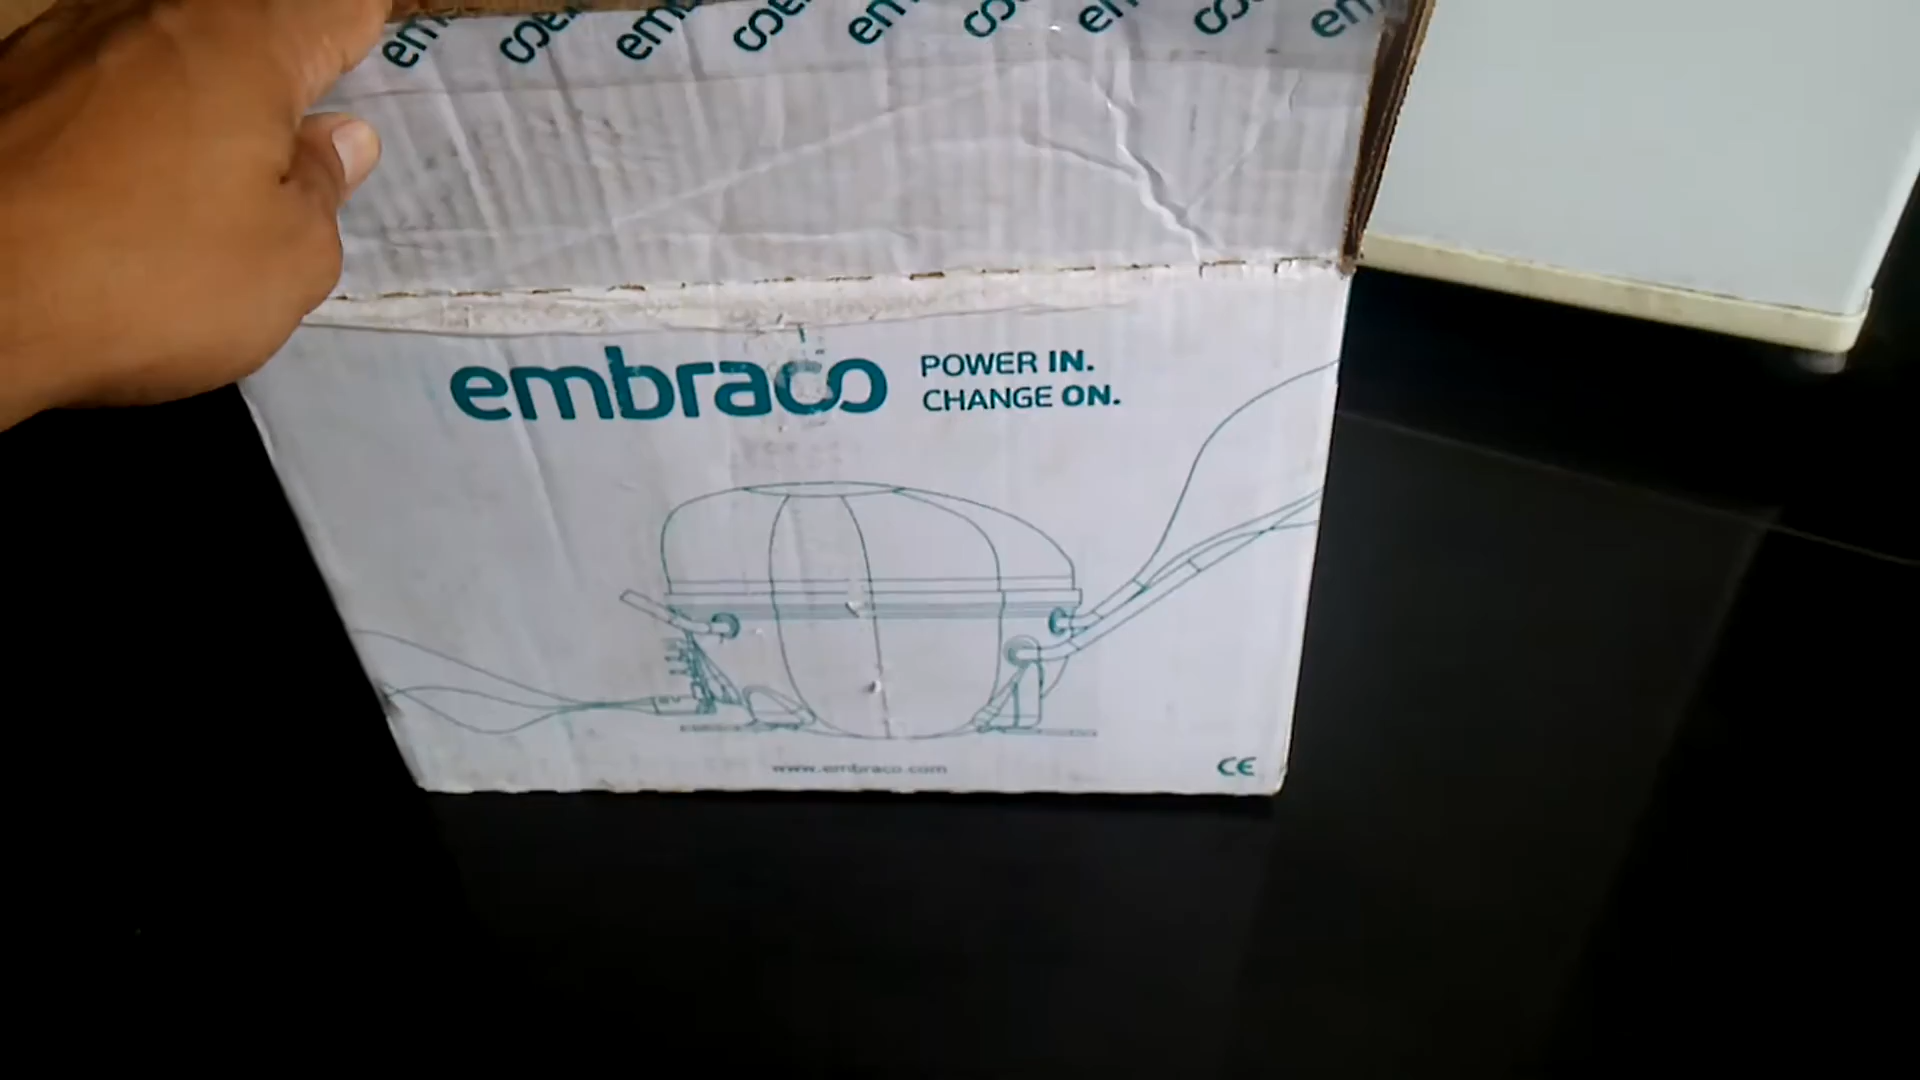 embraco
POWER IN.
CHANGE ON.
www.embraco.com
CE